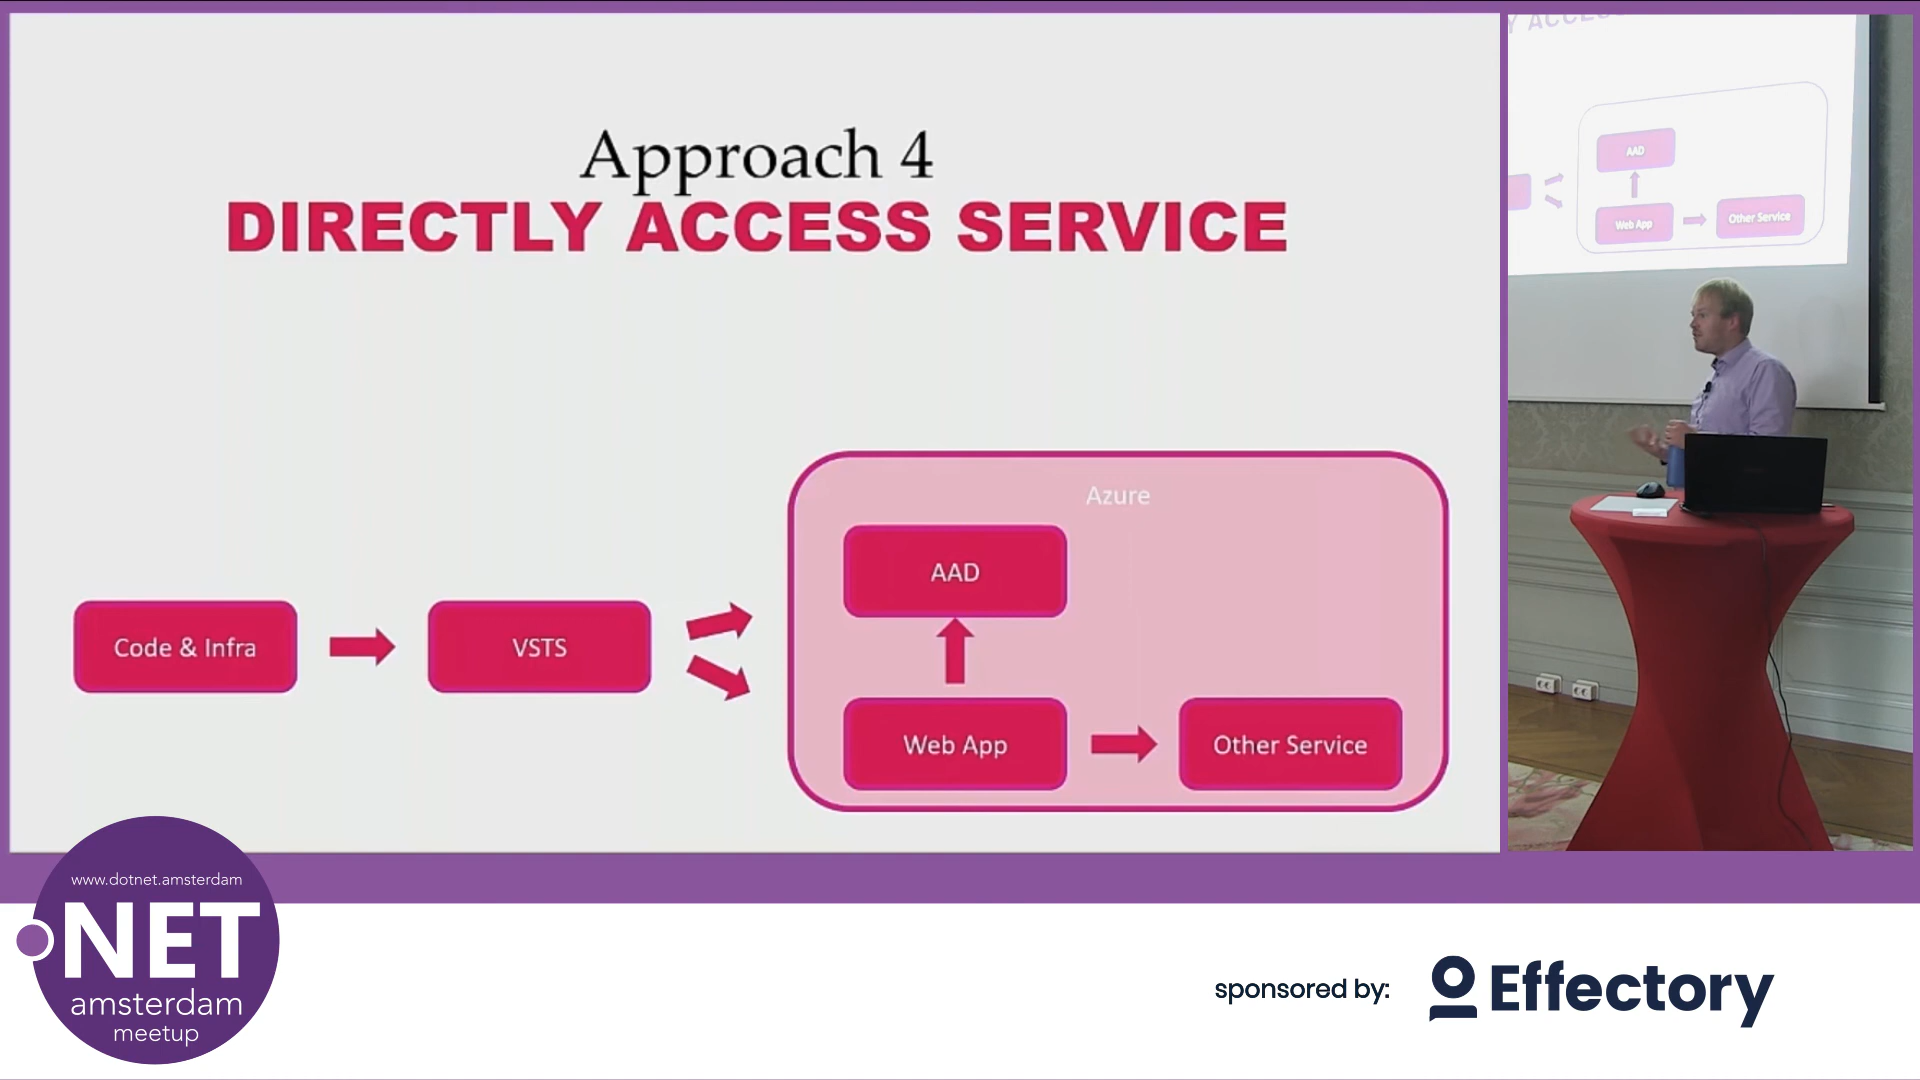 Approach 4
DIRECTLY ACCESS SERVICE
Azure
AAD
Code & Infra
VSTS
Web App
Other Service
AAD
Web App
Other Service
www.dotnet.amsterdam
NET
amsterdam
meetup
sponsored by:
Effectory